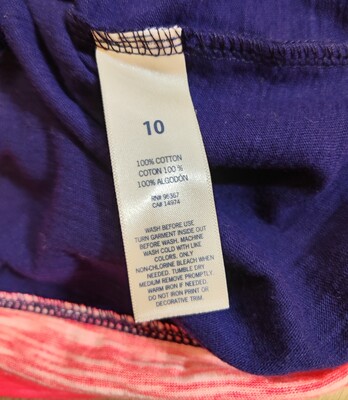 10
100% COTTON
COTON 100 %
100% ALGODÓN
RN# 96367
CA# 14974
WASH BEFORE USE
TURN GARMENT INSIDE OUT
BEFORE WASH, MACHINE
WASH COLD WITH LIKE
COLORS, ONLY
NON-CHLORINE BLEACH WHEN
NEEDED, TUMBLE DRY
MEDIUM REMOVE PROMPTLY.
WARM IRON IF NEEDED.
DO NOT IRON PRINT OR
DECORATIVE TRIM.